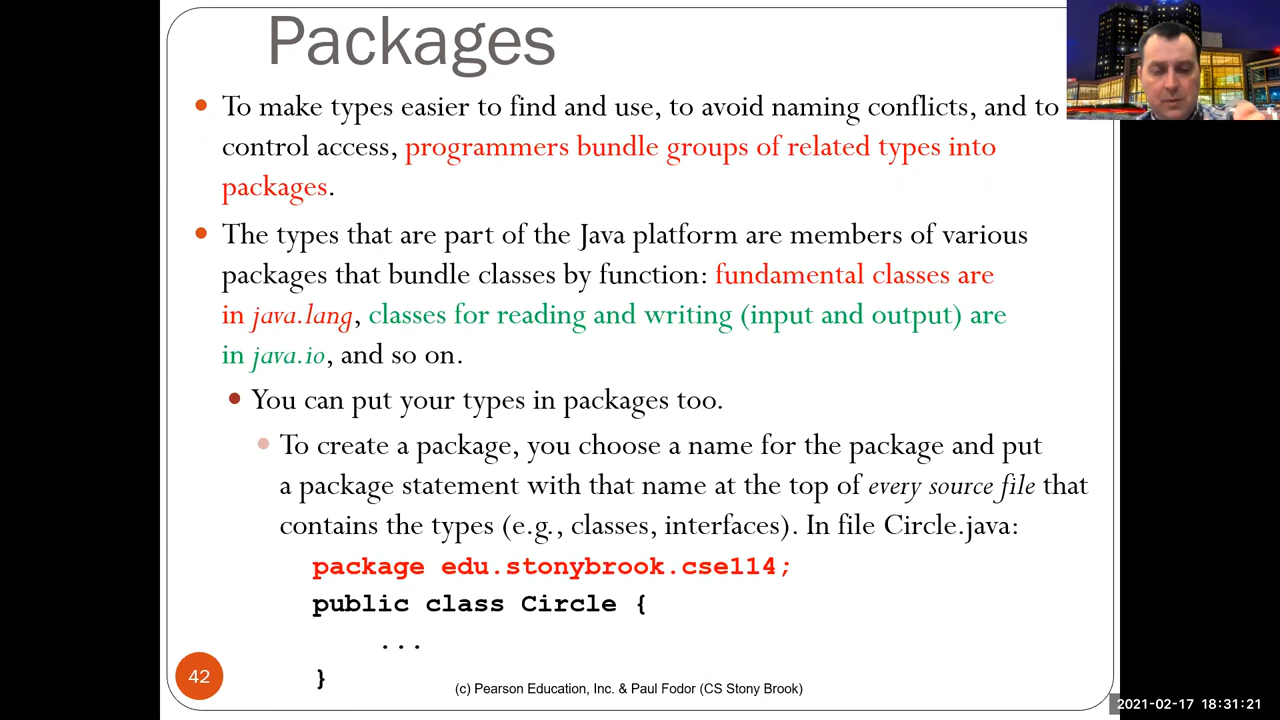 Packages
• To make types easier to find and use, to avoid naming conflicts, and to
control access, programmers bundle groups of related types into
packages.
• The types that are part of the Java platform are members of various
packages that bundle classes by function: fundamental classes are
in java.lang, classes for reading and writing (input and output) are
in java.io, and so on.
• You can put your types in packages too.
• To create a package, you choose a name for the package and put
a package statement with that name at the top of every source file that
contains the types (e.g., classes, interfaces). In file Circle.java:
package edu.stonybrook.cse114;
public class Circle {
...
}
42
(c) Pearson Education, Inc. & Paul Fodor (CS Stony Brook)
2021-02-17 18:31:21